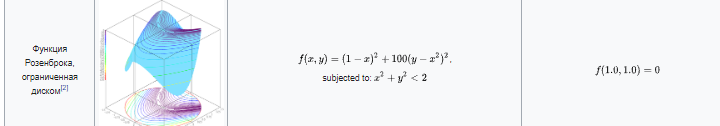 Функция
Розенброка,
ограниченная
диском[2]
f(x, y) = (1 − x)² + 100(y − x²)².
subjected to: x² + y² < 2
f(1.0, 1.0) = 0